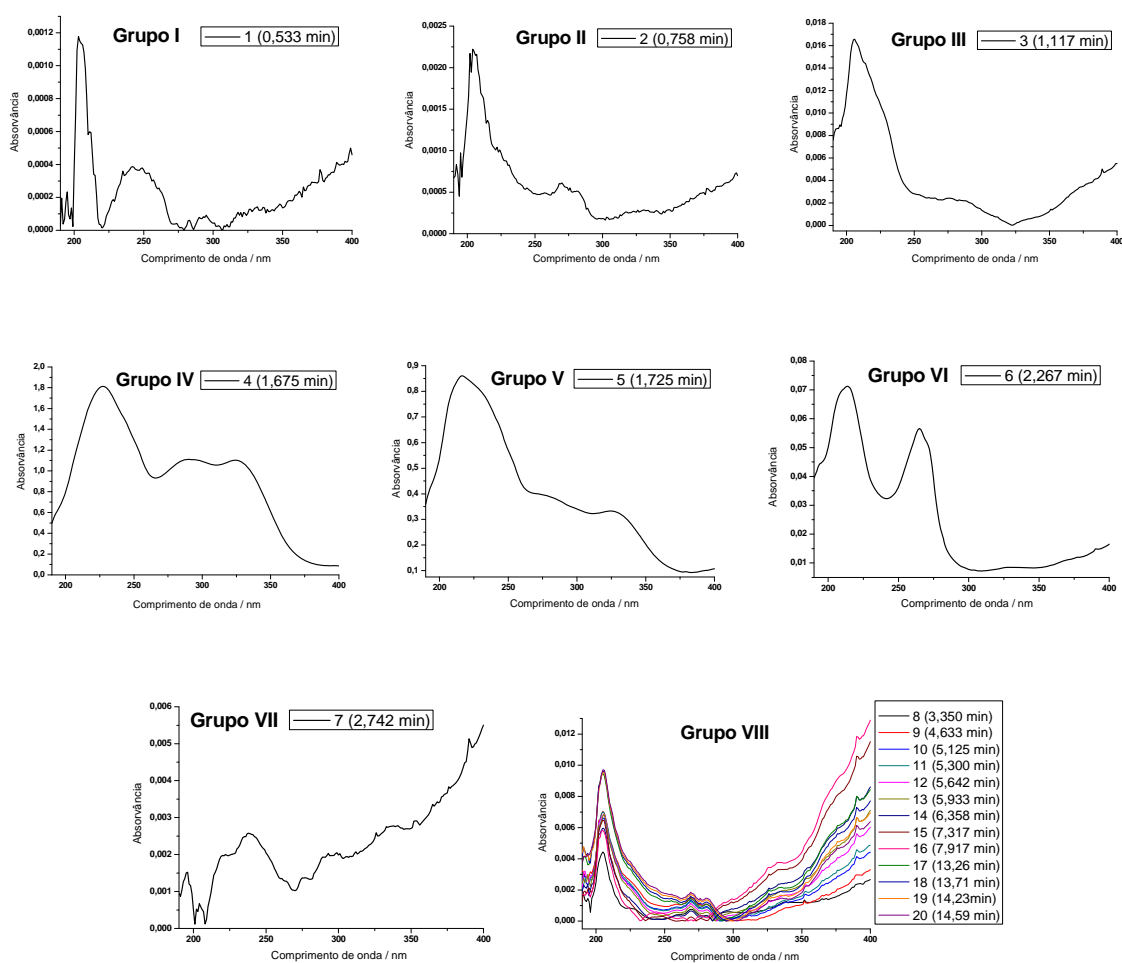 Grupo I
1 (0,533 min)
0,0012
0,0010
0,0008
0,0006
0,0004
0,0002
0,0000
Absorvância
200
250
300
350
400
Comprimento de onda / nm
Grupo II
2 (0,758 min)
0,0025
0,0020
0,0015
0,0010
0,0005
0,0000
Absorvância
200
250
300
350
400
Comprimento de onda / nm
Grupo III
3 (1,117 min)
0,018
0,016
0,014
0,012
0,010
0,008
0,006
0,004
0,002
0,000
Absorvância
200
250
300
350
400
Comprimento de onda / nm
Grupo IV
4 (1,675 min)
2,0
1,8
1,6
1,4
1,2
1,0
0,8
0,6
0,4
0,2
0,0
Absorvância
200
250
300
350
400
Comprimento de onda / nm
Grupo V
5 (1,725 min)
0,9
0,8
0,7
0,6
0,5
0,4
0,3
0,2
0,1
Absorvância
200
250
300
350
400
Comprimento de onda / nm
Grupo VI
6 (2,267 min)
0,08
0,07
0,06
0,05
0,04
0,03
0,02
0,01
Absorvância
200
250
300
350
400
Comprimento de onda / nm
Grupo VII
7 (2,742 min)
0,006
0,005
0,004
0,003
0,002
0,001
0,000
Absorvância
200
250
300
350
400
Comprimento de onda / nm
Grupo VIII
0,012
0,010
0,008
0,006
0,004
0,002
0,000
Absorvância
200
250
300
350
400
Comprimento de onda / nm
8 (3,350 min)
9 (4,633 min)
10 (5,125 min)
11 (5,300 min)
12 (5,642 min)
13 (5,933 min)
14 (6,358 min)
15 (7,317 min)
16 (7,917 min)
17 (13,26 min)
18 (13,71 min)
19 (14,23min)
20 (14,59 min)